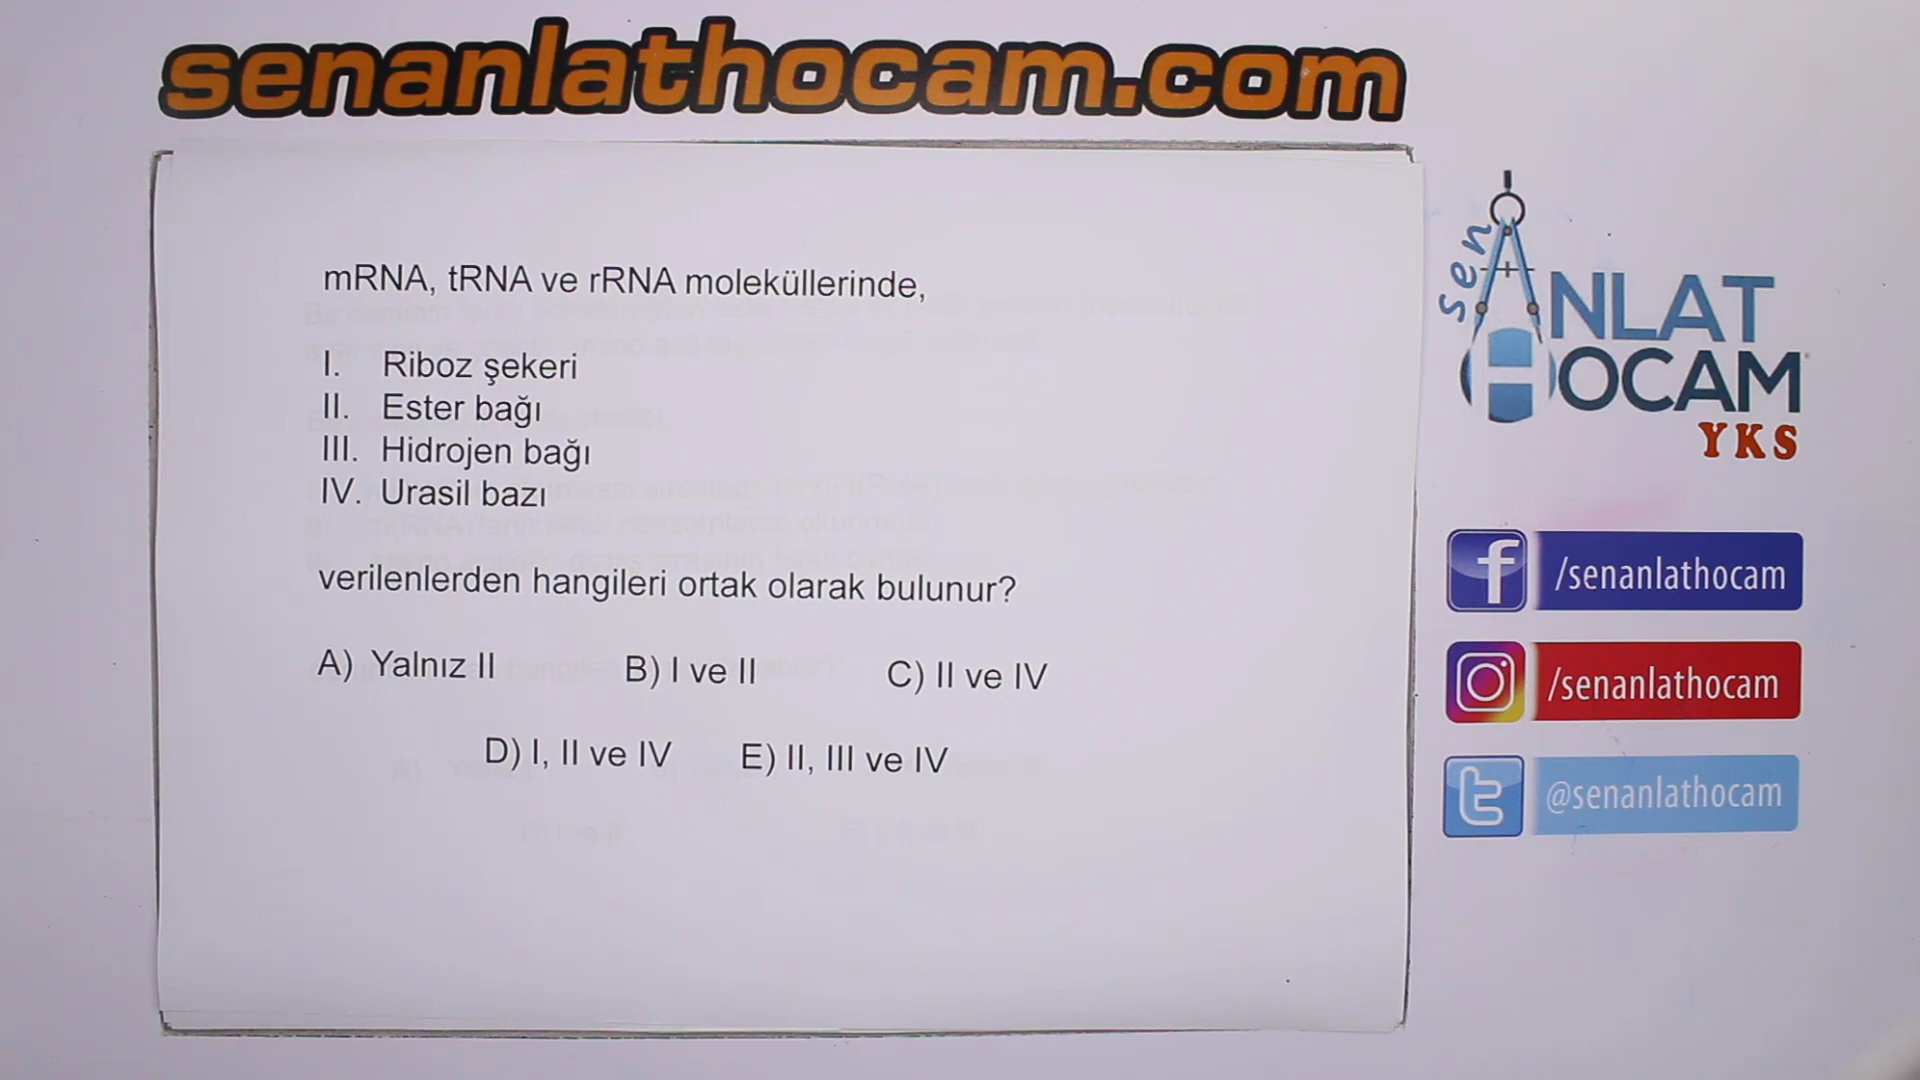 senanlathocam.com
mRNA, tRNA ve rRNA moleküllerinde,
I. Riboz şekeri
II. Ester bağı
III. Hidrojen bağı
IV. Urasil bazı
verilenlerden hangileri ortak olarak bulunur?
A) Yalnız II B) I ve II C) II ve IV
D) I, II ve IV E) II, III ve IV
sen
ANLAT
HOCAM
YKS
f /senanlathocam
/senanlathocam
t @senanlathocam